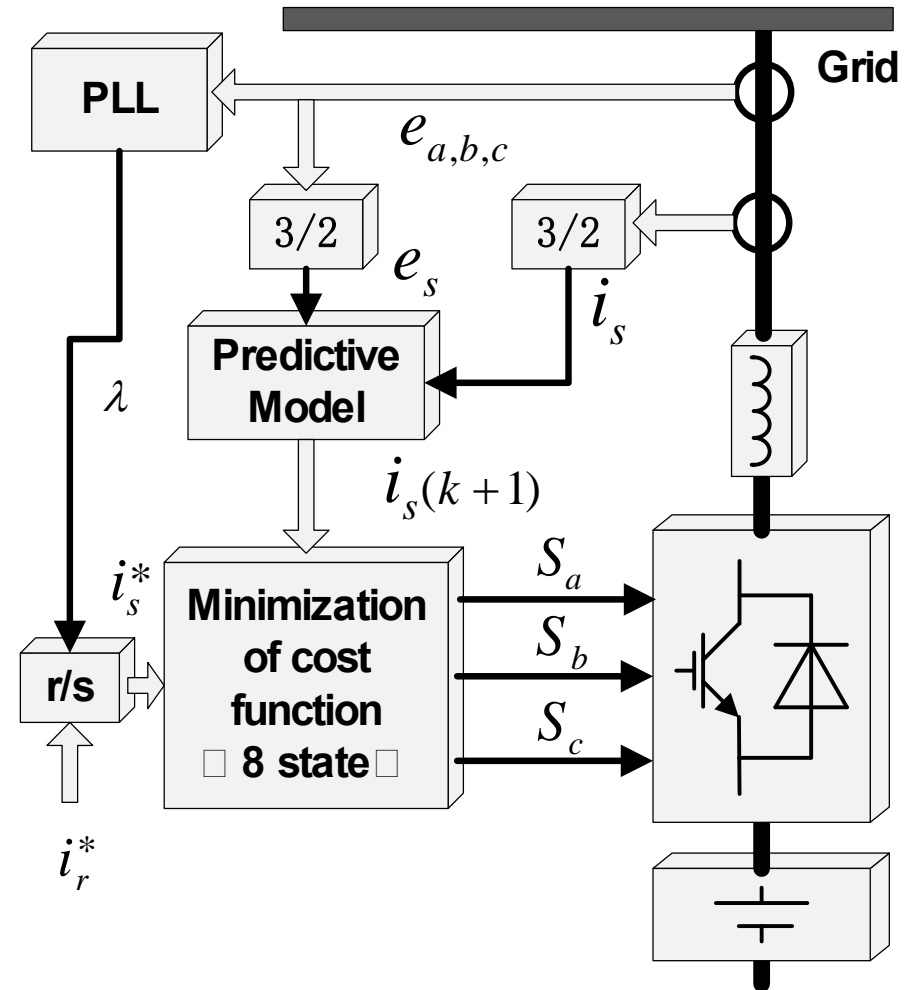 Grid
PLL
e_{a,b,c}
3/2
3/2
e_s
i_s
Predictive
Model
λ
i_s(k+1)
i_s^*
Minimization
of cost
function
□ 8 state□
S_a
S_b
S_c
r/s
i_r^*